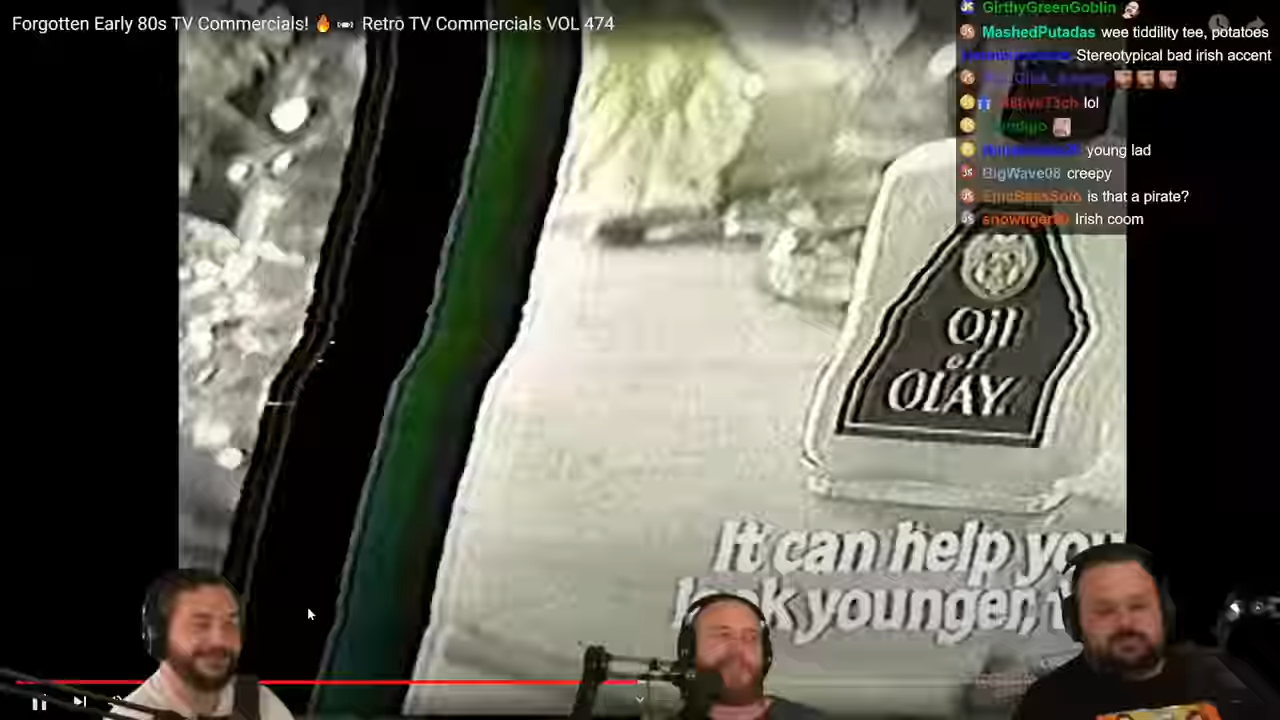 Forgotten Early 80s TV Commercials! 🔥 Retro TV Commercials VOL 474
GirthyGreenGoblin
MashedPutadas wee tiddility tee, potatoes
Stereotypical bad irish accent
lol
young lad
BigWave08 creepy
EpicBassSolo is that a pirate?
Irish coom
Oil
of
OLAY
It can help you
look younger,